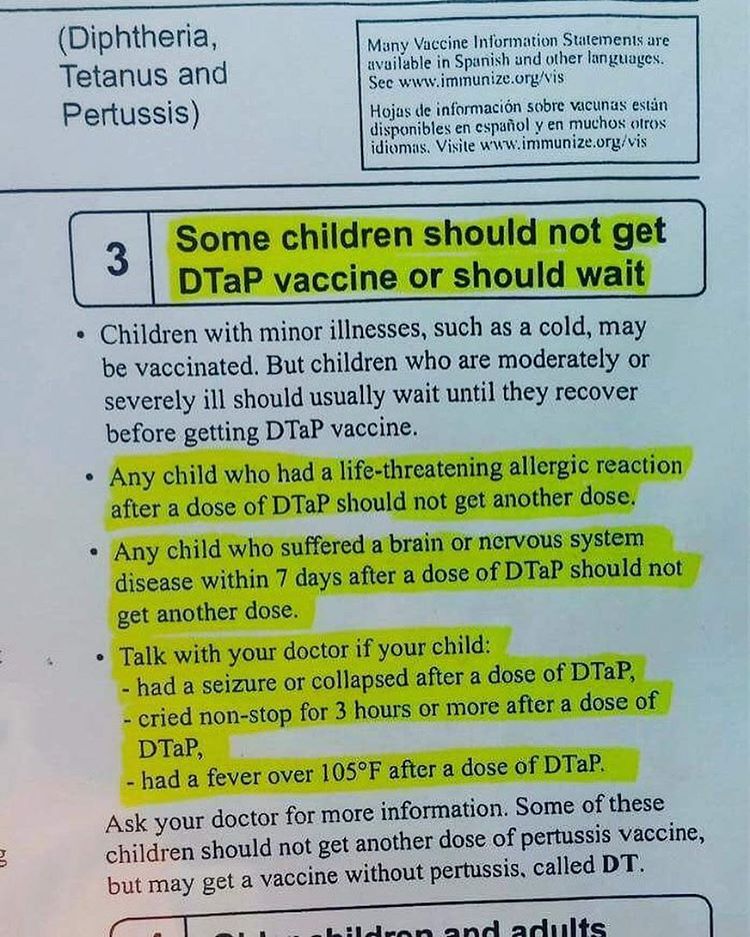 (Diphtheria,
Tetanus and
Pertussis)
Many Vaccine Information Statements are
available in Spanish and other languages.
See www.immunize.org/vis
Hojas de información sobre vacunas están
disponibles en español y en muchos otros
idiomas. Visite www.immunize.org/vis
3
Some children should not get
DTaP vaccine or should wait
• Children with minor illnesses, such as a cold, may
be vaccinated. But children who are moderately or
severely ill should usually wait until they recover
before getting DTaP vaccine.
• Any child who had a life-threatening allergic reaction
after a dose of DTaP should not get another dose.
• Any child who suffered a brain or nervous system
disease within 7 days after a dose of DTaP should not
get another dose.
• Talk with your doctor if your child:
- had a seizure or collapsed after a dose of DTaP,
- cried non-stop for 3 hours or more after a dose of
DTaP,
- had a fever over 105°F after a dose of DTaP.
Ask your doctor for more information. Some of these
children should not get another dose of pertussis vaccine,
but may get a vaccine without pertussis, called DT.
children and adults